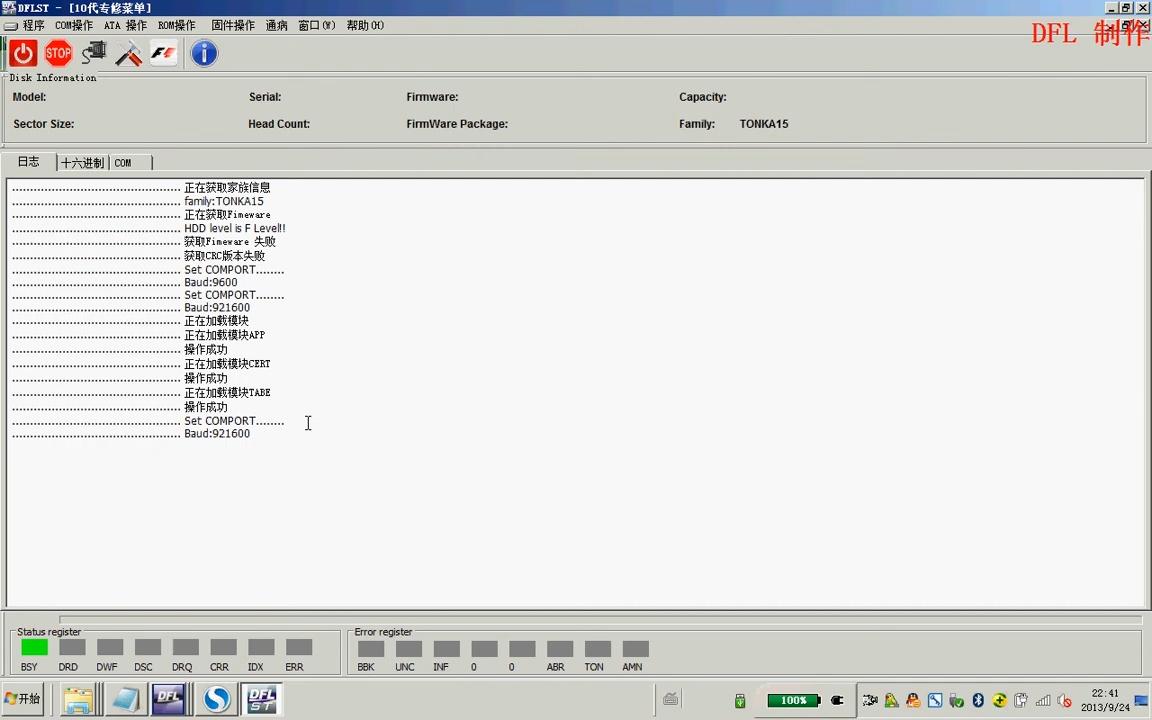 DFLST - [10代专修菜单]
程序 COM操作 ATA 操作 ROM操作 固件操作 通病 窗口(W) 帮助(H)
DFL 制作
STOP
Disk Information
Model: Serial: Firmware: Capacity:
Sector Size: Head Count: FirmWare Package: Family: TONKA15
日志 十六进制 COM
................................................ 正在获取家族信息
................................................ family:TONKA15
................................................ 正在获取Fimeware
................................................ HDD level is F Level!!
................................................ 获取Fimeware 失败
................................................ 获取CRC版本失败
................................................ Set COMPORT........
................................................ Baud:9600
................................................ Set COMPORT........
................................................ Baud:921600
................................................ 正在加载模块
................................................ 正在加载模块APP
................................................ 操作成功
................................................ 正在加载模块CERT
................................................ 操作成功
................................................ 正在加载模块TABE
................................................ 操作成功
................................................ Set COMPORT........
................................................ Baud:921600
Status register Error register
BSY DRD DWF DSC DRQ CRR IDX ERR BBK UNC INF 0 0 ABR TON AMN
开始 DFL DFL ST 100% 22:41
2013/9/24